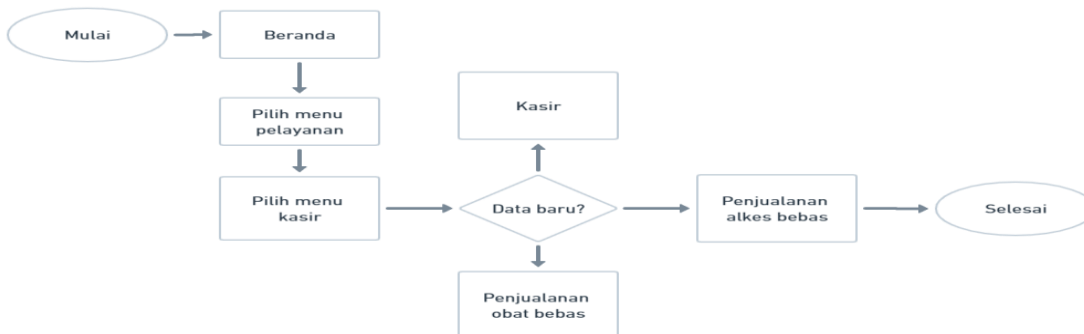 Mulai
Beranda
Pilih menu
pelayanan
Kasir
Pilih menu
kasir
Data baru?
Penjualanan
alkes bebas
Selesai
Penjualanan
obat bebas